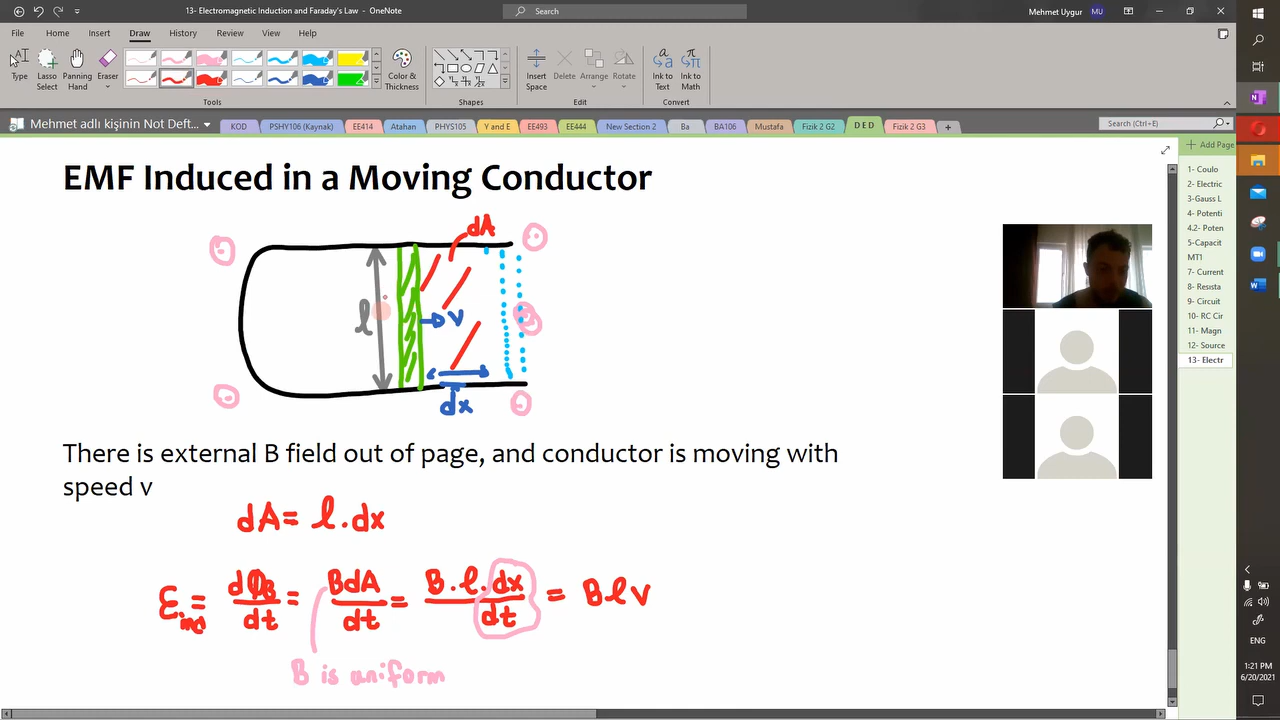 13- Electromagnetic Induction and Faraday's Law - OneNote
Search
Mehmet Uygur
MU
File Home Insert Draw History Review View Help
Type
Lasso Select
Panning Hand
Eraser
Color & Thickness
Insert Space
Delete
Arrange
Rotate
Ink to Text
Ink to Math
Tools
Shapes
Edit
Convert
Mehmet adlı kişinin Not Deft...
KOD PSHY106 (Kaynak) EE414 Atahan PHYS105 Y and E EE493 EE444 New Section 2 Ba BA106 Mustafa Fizik 2 G2 D E D Fizik 2 G3 +
Search (Ctrl+E)
Add Page
1- Coulo
2- Electric
3-Gauss L
4- Potenti
4.2- Poten
5-Capacit
MT1
7- Current
8- Resısta
9- Circuit
10- RC Cir
11- Magn
12- Source
13- Electr
EMF Induced in a Moving Conductor
dA
l
v
dx
There is external B field out of page, and conductor is moving with
speed v
dA = l.dx
Ɛind = dΦB/dt = BdA/dt = B.l.dx/dt = Blv
B is uniform
ENG
1:21 PM
6/20/2021